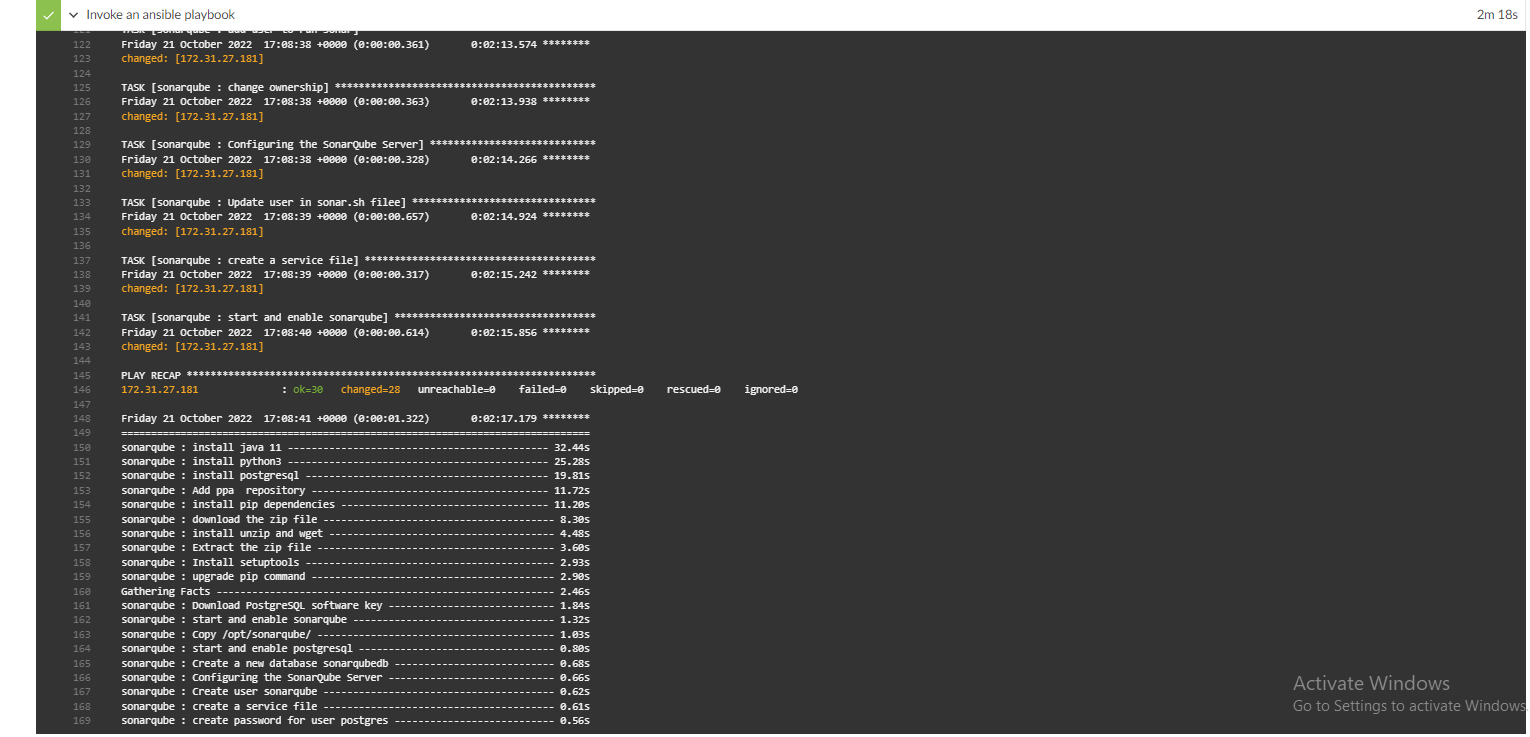 Invoke an ansible playbook 2m 18s
121 TASK [sonarqube : add user to run sonar]
122 Friday 21 October 2022  17:08:38 +0000 (0:00:00.361)       0:02:13.574 ********
123 changed: [172.31.27.181]
124
125 TASK [sonarqube : change ownership] ********************************************
126 Friday 21 October 2022  17:08:38 +0000 (0:00:00.363)       0:02:13.938 ********
127 changed: [172.31.27.181]
128
129 TASK [sonarqube : Configuring the SonarQube Server] ****************************
130 Friday 21 October 2022  17:08:38 +0000 (0:00:00.328)       0:02:14.266 ********
131 changed: [172.31.27.181]
132
133 TASK [sonarqube : Update user in sonar.sh filee] *******************************
134 Friday 21 October 2022  17:08:39 +0000 (0:00:00.657)       0:02:14.924 ********
135 changed: [172.31.27.181]
136
137 TASK [sonarqube : create a service file] ***************************************
138 Friday 21 October 2022  17:08:39 +0000 (0:00:00.317)       0:02:15.242 ********
139 changed: [172.31.27.181]
140
141 TASK [sonarqube : start and enable sonarqube] **********************************
142 Friday 21 October 2022  17:08:40 +0000 (0:00:00.614)       0:02:15.856 ********
143 changed: [172.31.27.181]
144
145 PLAY RECAP *********************************************************************
146 172.31.27.181              : ok=30   changed=28   unreachable=0    failed=0    skipped=0    rescued=0    ignored=0
147
148 Friday 21 October 2022  17:08:41 +0000 (0:00:01.322)       0:02:17.179 ********
149 ===============================================================================
150 sonarqube : install java 11 -------------------------------------------- 32.44s
151 sonarqube : install python3 -------------------------------------------- 25.28s
152 sonarqube : install postgresql ----------------------------------------- 19.81s
153 sonarqube : Add ppa  repository ---------------------------------------- 11.72s
154 sonarqube : install pip dependencies ----------------------------------- 11.20s
155 sonarqube : download the zip file --------------------------------------- 8.30s
156 sonarqube : install unzip and wget -------------------------------------- 4.48s
157 sonarqube : Extract the zip file ---------------------------------------- 3.60s
158 sonarqube : Install setuptools ------------------------------------------ 2.93s
159 sonarqube : upgrade pip command ----------------------------------------- 2.90s
160 Gathering Facts --------------------------------------------------------- 2.46s
161 sonarqube : Download PostgreSQL software key ---------------------------- 1.84s
162 sonarqube : start and enable sonarqube ---------------------------------- 1.32s
163 sonarqube : Copy /opt/sonarqube/ ---------------------------------------- 1.03s
164 sonarqube : start and enable postgresql --------------------------------- 0.80s
165 sonarqube : Create a new database sonarqubedb --------------------------- 0.68s
166 sonarqube : Configuring the SonarQube Server ---------------------------- 0.66s
167 sonarqube : Create user sonarqube --------------------------------------- 0.62s
168 sonarqube : create a service file --------------------------------------- 0.61s
169 sonarqube : create password for user postgres --------------------------- 0.56s
Activate Windows
Go to Settings to activate Windows.